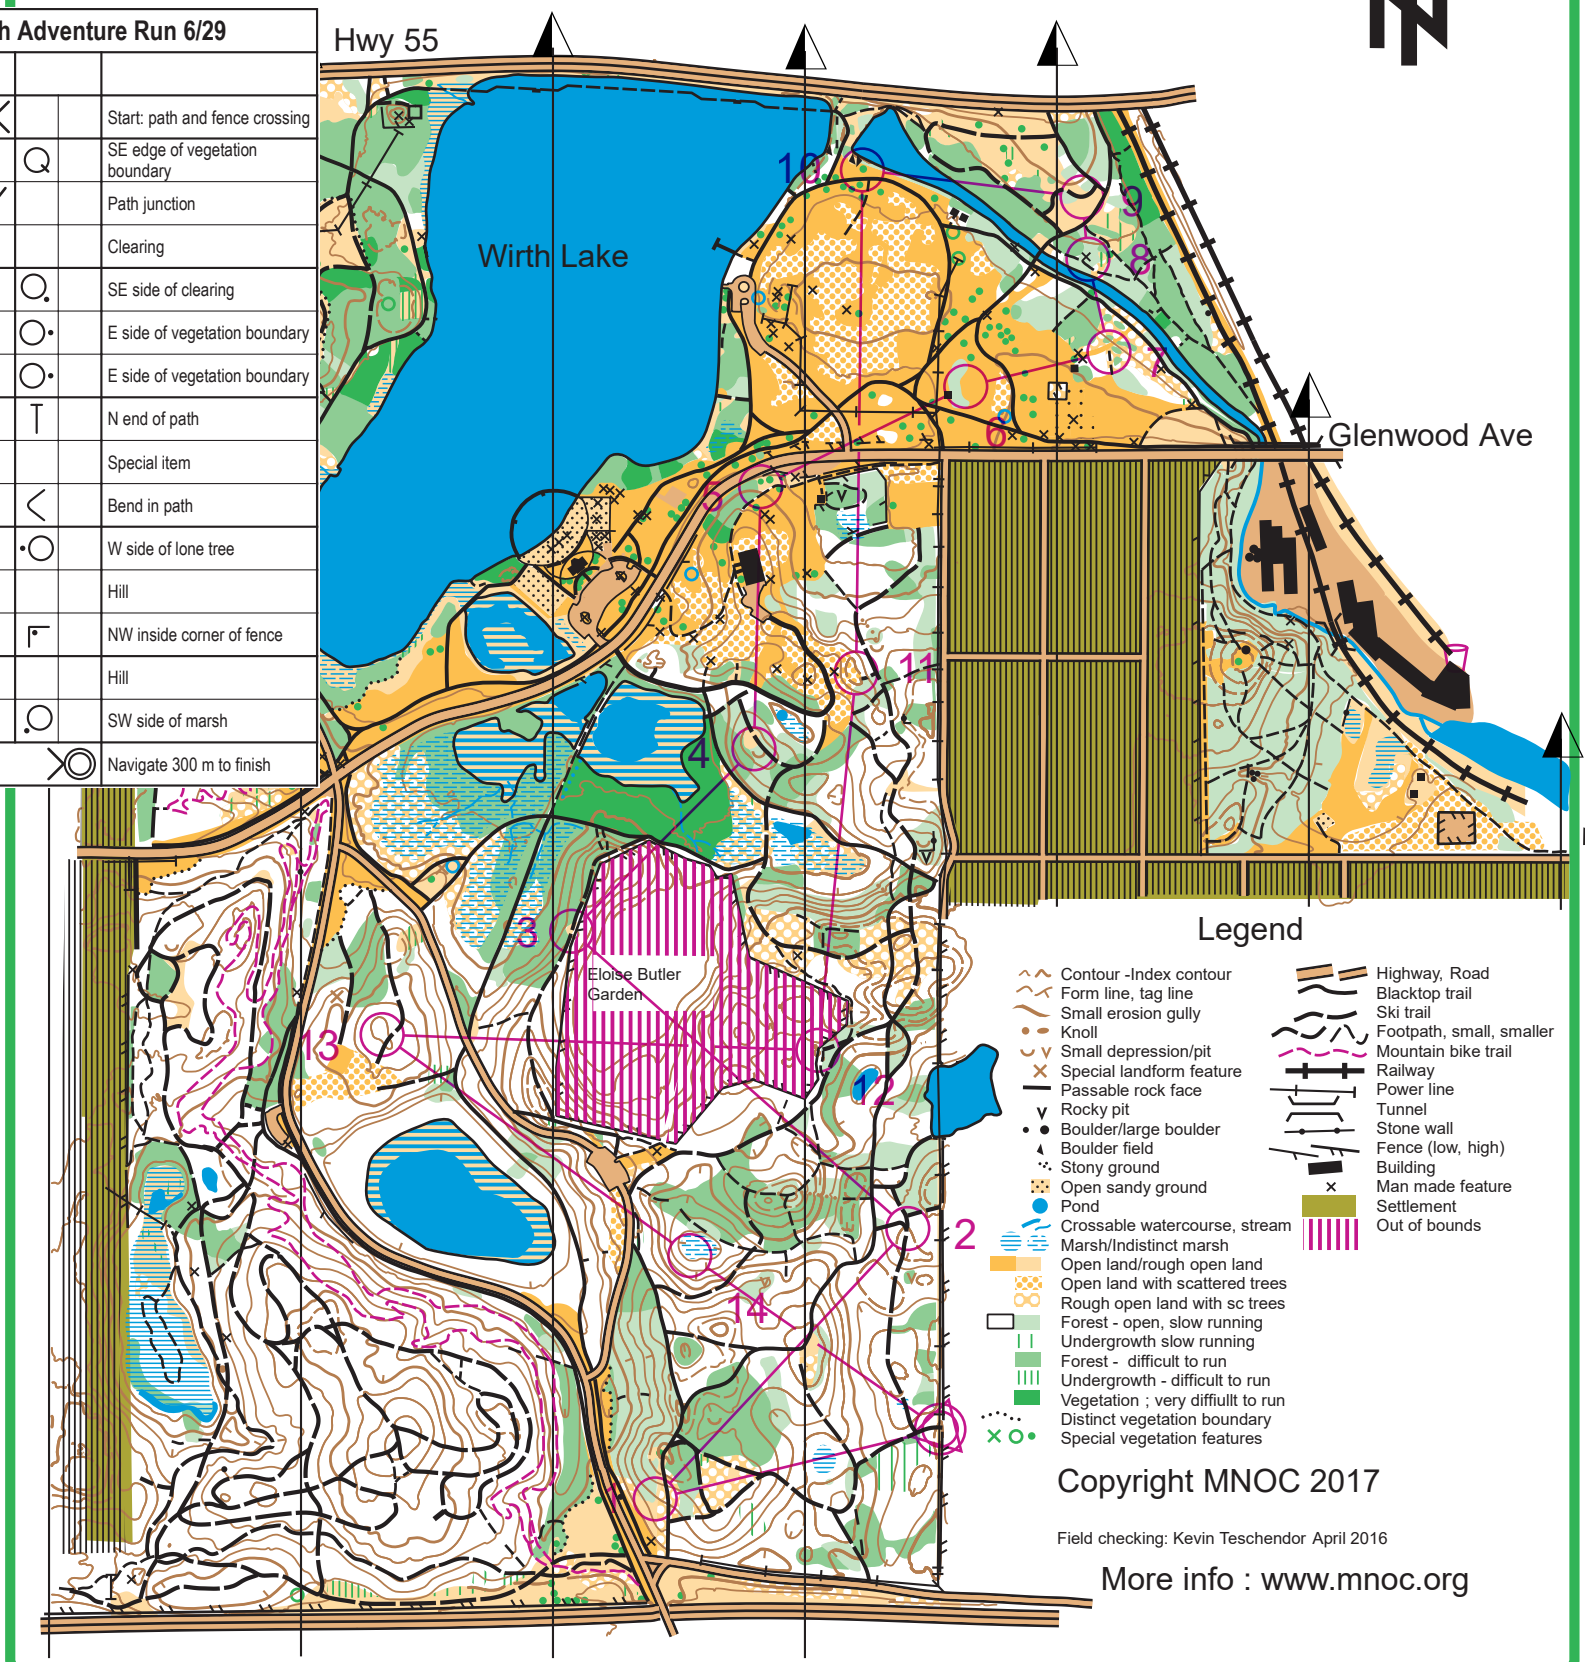 h Adventure Run 6/29
Start: path and fence crossing
SE edge of vegetation
boundary
Path junction
Clearing
SE side of clearing
E side of vegetation boundary
E side of vegetation boundary
N end of path
Special item
Bend in path
W side of lone tree
Hill
NW inside corner of fence
Hill
SW side of marsh
Navigate 300 m to finish
Hwy 55
Wirth Lake
Glenwood Ave
10
9
8
7
6
5
11
4
3
Eloise Butler
Garden
13
12
2
14
1
Legend
Contour -Index contour
Form line, tag line
Small erosion gully
Knoll
Small depression/pit
Special landform feature
Passable rock face
Rocky pit
Boulder/large boulder
Boulder field
Stony ground
Open sandy ground
Pond
Crossable watercourse, stream
Marsh/Indistinct marsh
Open land/rough open land
Open land with scattered trees
Rough open land with sc trees
Forest - open, slow running
Undergrowth slow running
Forest - difficult to run
Undergrowth - difficult to run
Vegetation ; very diffiullt to run
Distinct vegetation boundary
Special vegetation features
Highway, Road
Blacktop trail
Ski trail
Footpath, small, smaller
Mountain bike trail
Railway
Power line
Tunnel
Stone wall
Fence (low, high)
Building
Man made feature
Settlement
Out of bounds
Copyright MNOC 2017
Field checking: Kevin Teschendor April 2016
More info : www.mnoc.org